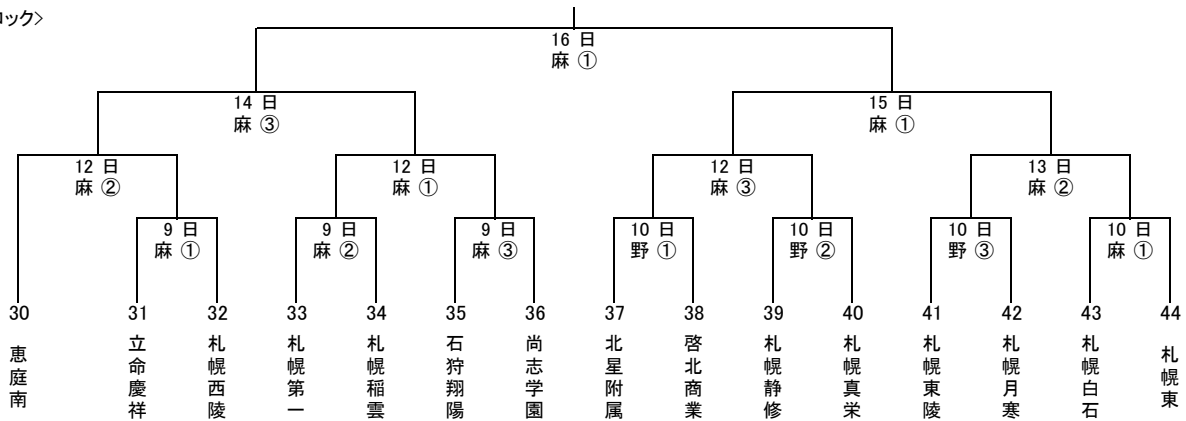 ロック>
16 日
麻 ①
14 日
麻 ③
15 日
麻 ①
12 日
麻 ②
12 日
麻 ①
12 日
麻 ③
13 日
麻 ②
9 日
麻 ①
9 日
麻 ②
9 日
麻 ③
10 日
野 ①
10 日
野 ②
10 日
野 ③
10 日
麻 ①
30
31
32
33
34
35
36
37
38
39
40
41
42
43
44
恵庭南
立命慶祥
札幌西陵
札幌第一
札幌稲雲
石狩翔陽
尚志学園
北星附属
啓北商業
札幌静修
札幌真栄
札幌東陵
札幌月寒
札幌白石
札幌東